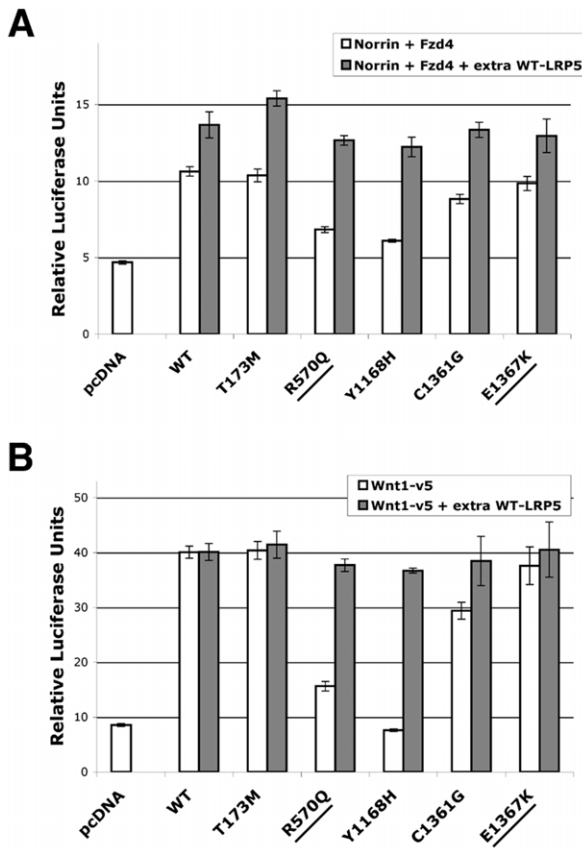 A
Norrin + Fzd4
Norrin + Fzd4 + extra WT-LRP5
Relative Luciferase Units
15
10
5
0
pcDNA
WT
T173M
R570Q
Y1168H
C1361G
E1367K
B
Wnt1-v5
Wnt1-v5 + extra WT-LRP5
Relative Luciferase Units
50
40
30
20
10
0
pcDNA
WT
T173M
R570Q
Y1168H
C1361G
E1367K